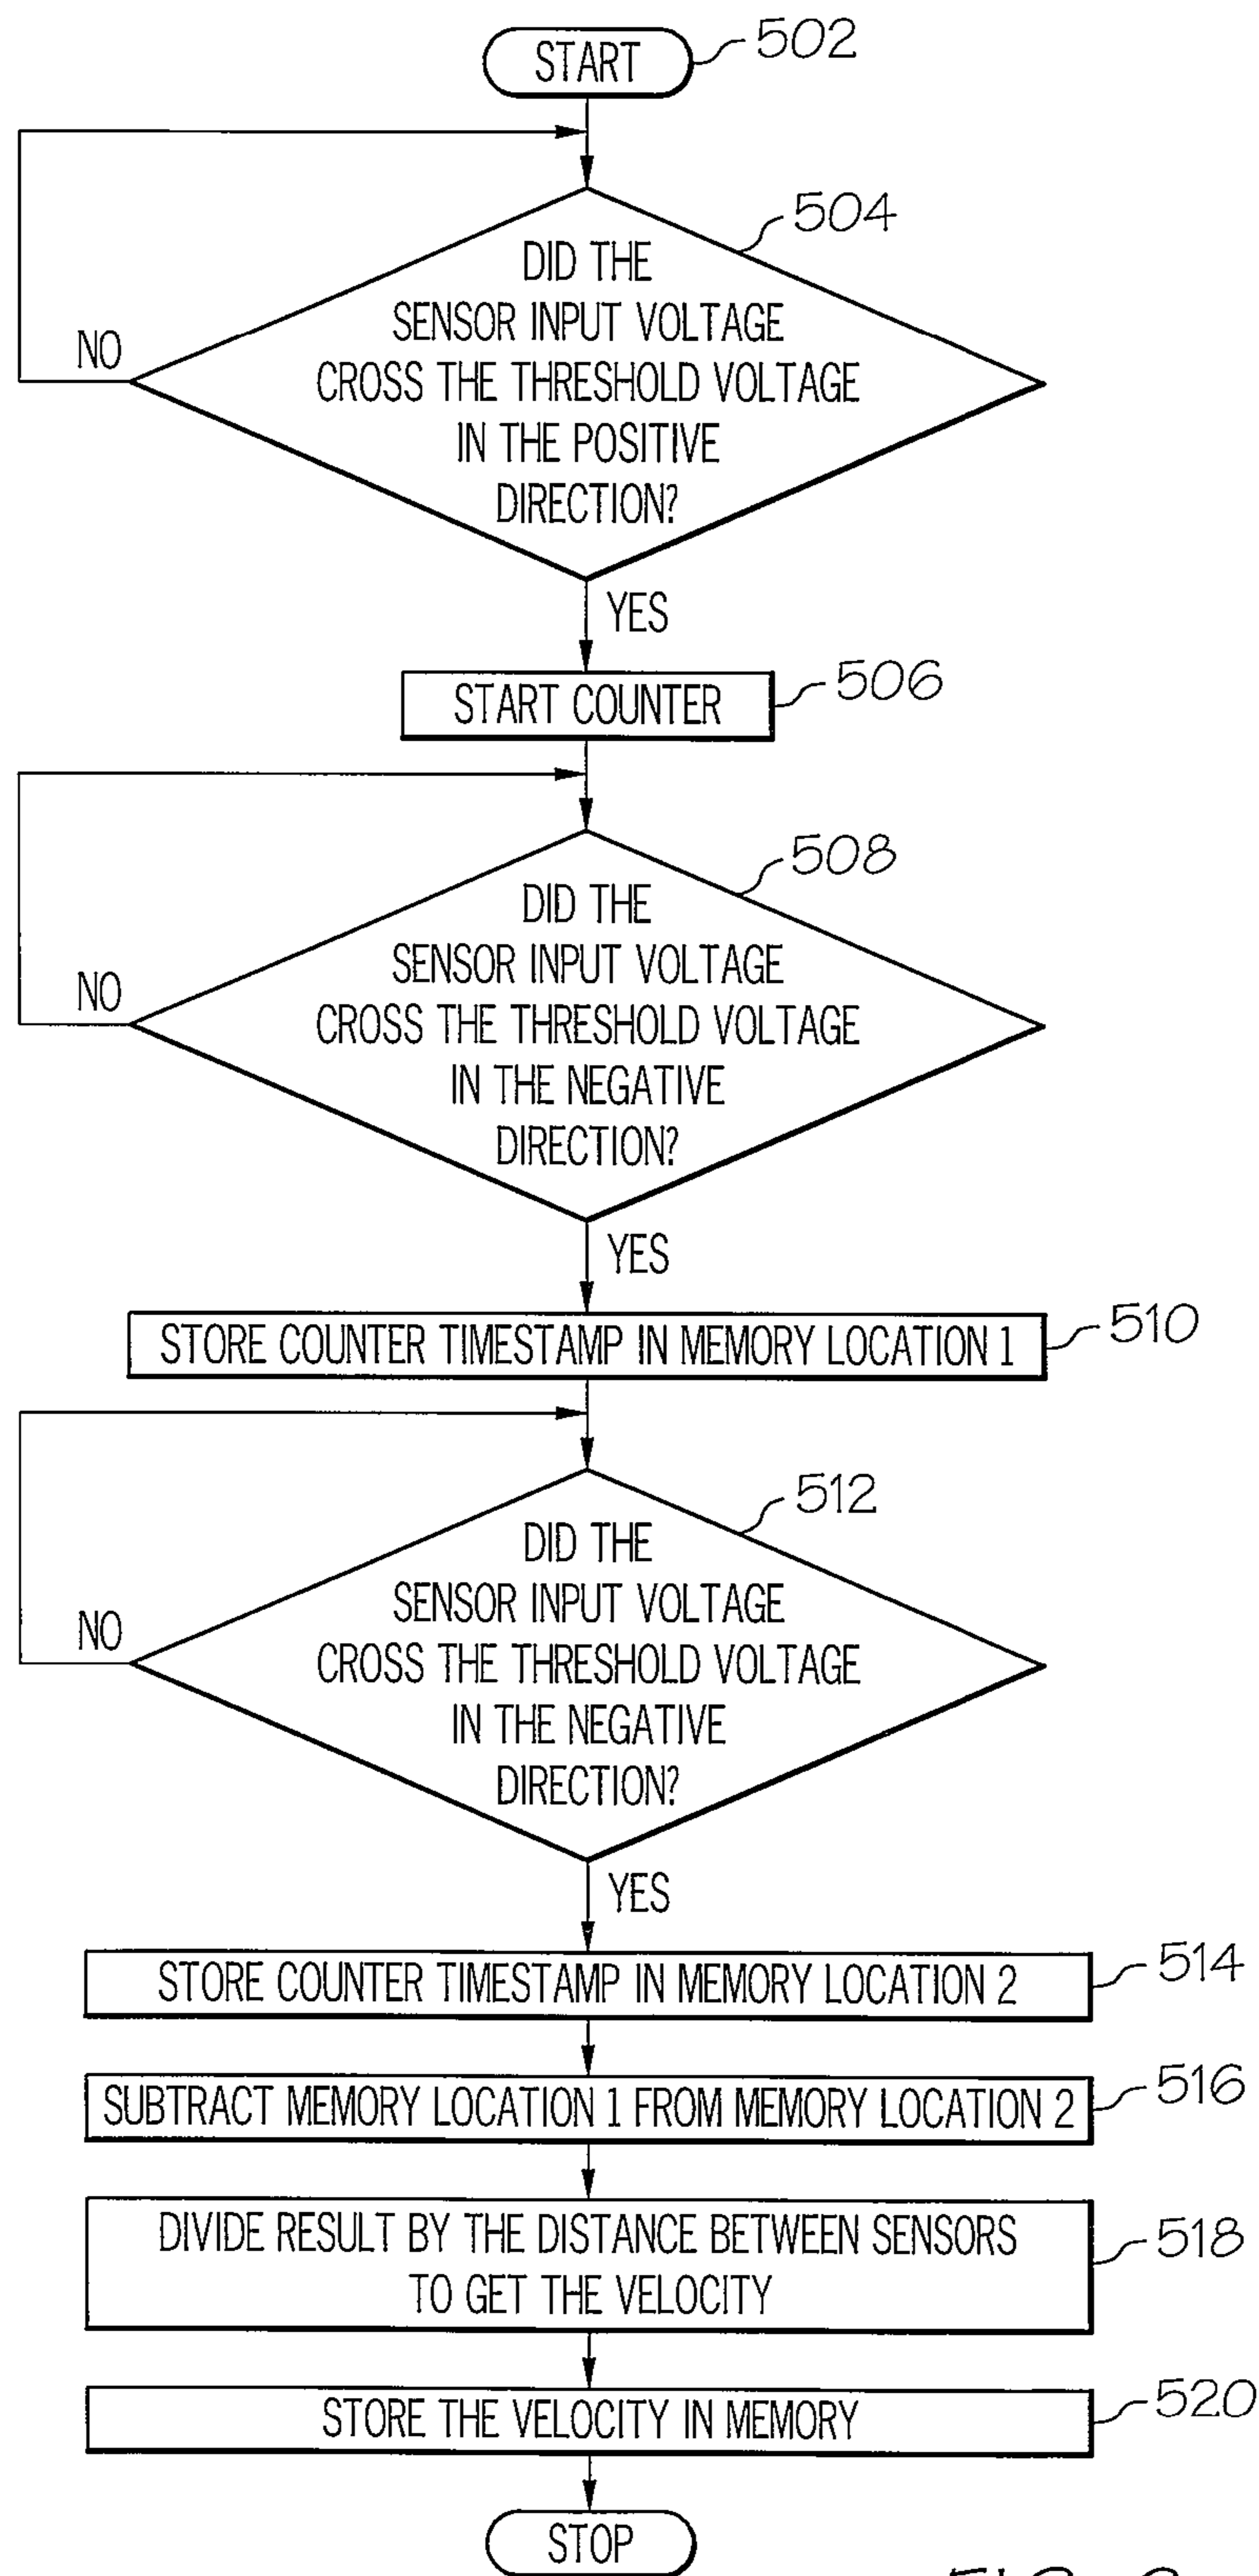 START
502
504
DID THE
SENSOR INPUT VOLTAGE
CROSS THE THRESHOLD VOLTAGE
IN THE POSITIVE
DIRECTION?
NO
YES
START COUNTER
506
508
DID THE
SENSOR INPUT VOLTAGE
CROSS THE THRESHOLD VOLTAGE
IN THE NEGATIVE
DIRECTION?
NO
YES
STORE COUNTER TIMESTAMP IN MEMORY LOCATION 1
510
512
DID THE
SENSOR INPUT VOLTAGE
CROSS THE THRESHOLD VOLTAGE
IN THE NEGATIVE
DIRECTION?
NO
YES
STORE COUNTER TIMESTAMP IN MEMORY LOCATION 2
514
SUBTRACT MEMORY LOCATION 1 FROM MEMORY LOCATION 2
516
DIVIDE RESULT BY THE DISTANCE BETWEEN SENSORS
TO GET THE VELOCITY
518
STORE THE VELOCITY IN MEMORY
520
STOP